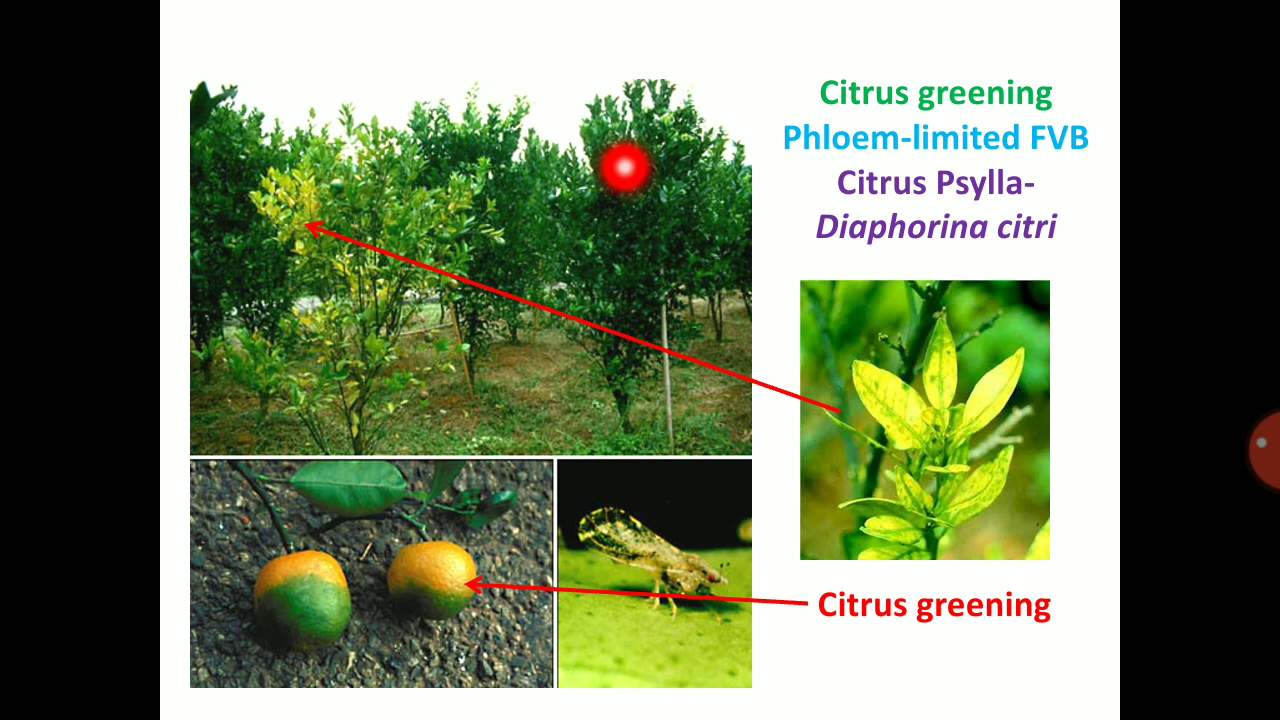 Citrus greening
Phloem-limited FVB
Citrus Psylla-
Diaphorina citri
Citrus greening